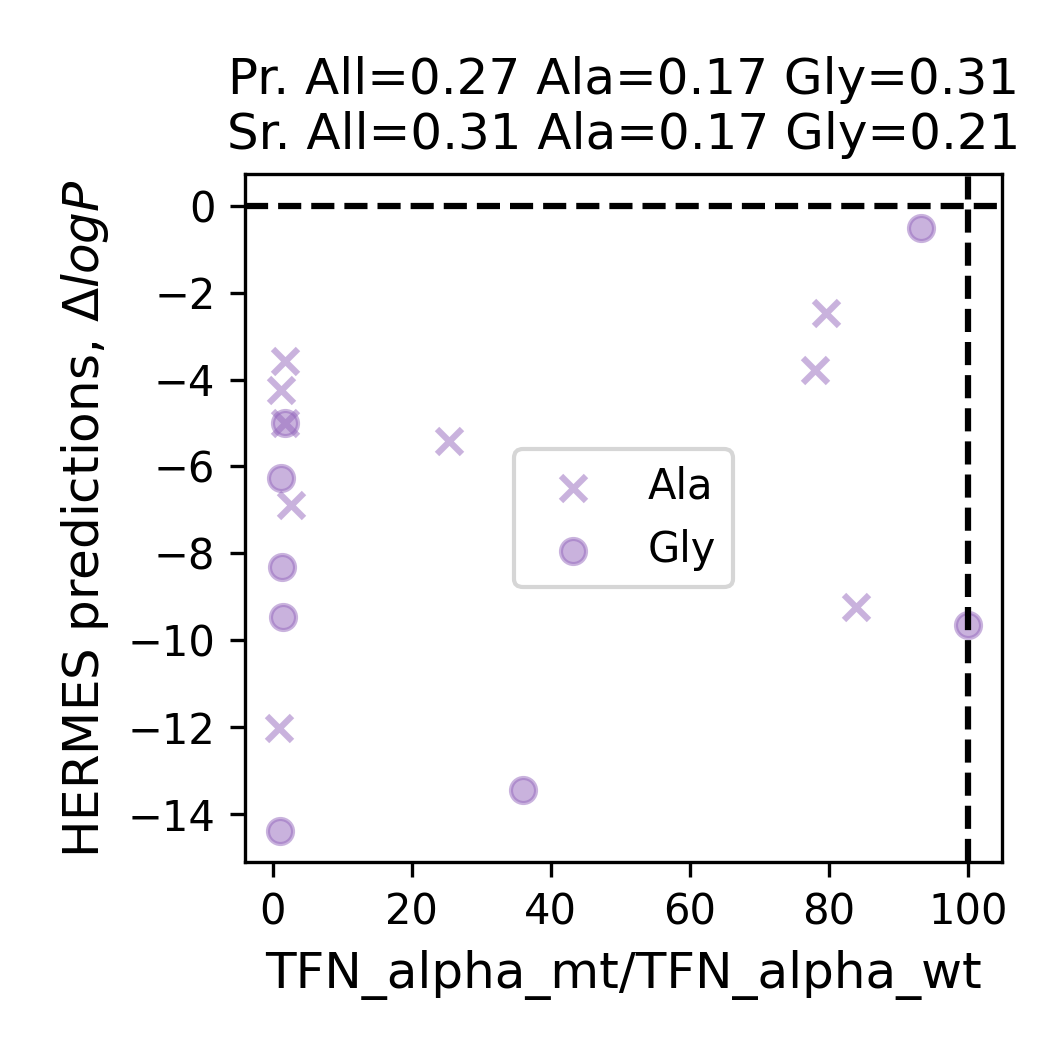 Pr. All=0.27 Ala=0.17 Gly=0.31
Sr. All=0.31 Ala=0.17 Gly=0.21
HERMES predictions, ΔlogP
0
−2
−4
−6
−8
−10
−12
−14
Ala
Gly
0 20 40 60 80 100
TFN_alpha_mt/TFN_alpha_wt